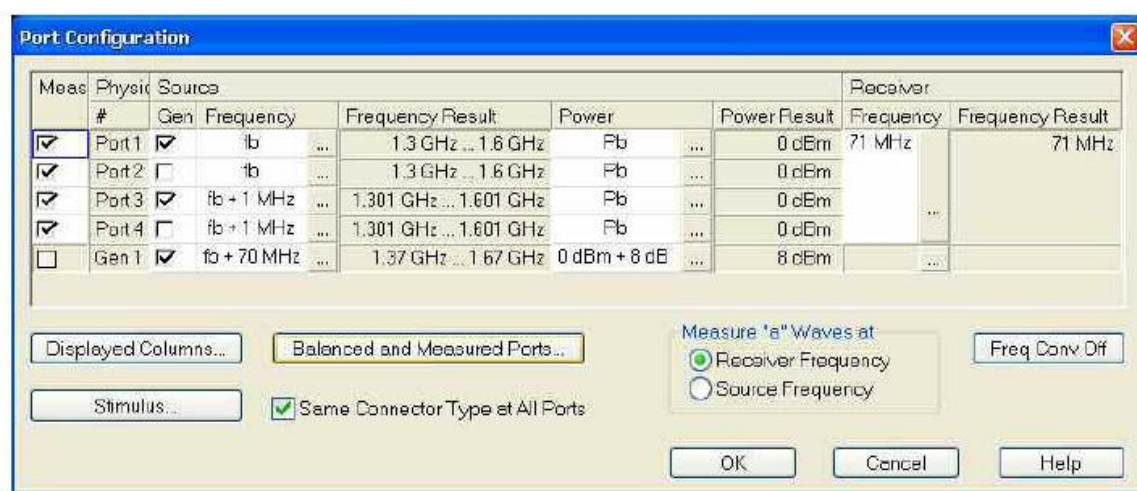 Port Configuration
Meas Physic Source Receiver
# Gen Frequency Frequency Result Power Power Result Frequency Frequency Result
Port 1 fb ... 1.3 GHz ... 1.6 GHz Pb ... 0 dBm 71 MHz 71 MHz
Port 2 fb ... 1.3 GHz ... 1.6 GHz Pb ... 0 dBm
Port 3 fb + 1 MHz ... 1.301 GHz ... 1.601 GHz Pb ... 0 dBm ...
Port 4 fb + 1 MHz ... 1.301 GHz ... 1.601 GHz Pb ... 0 dBm
Gen 1 fb + 70 MHz ... 1.37 GHz ... 1.67 GHz 0 dBm + 8 dB ... 8 dBm ...
Displayed Columns... Balanced and Measured Ports... Measure "a" Waves at Freq Conv Off
Receiver Frequency
Source Frequency
Stimulus... Same Connector Type at All Ports
OK Cancel Help